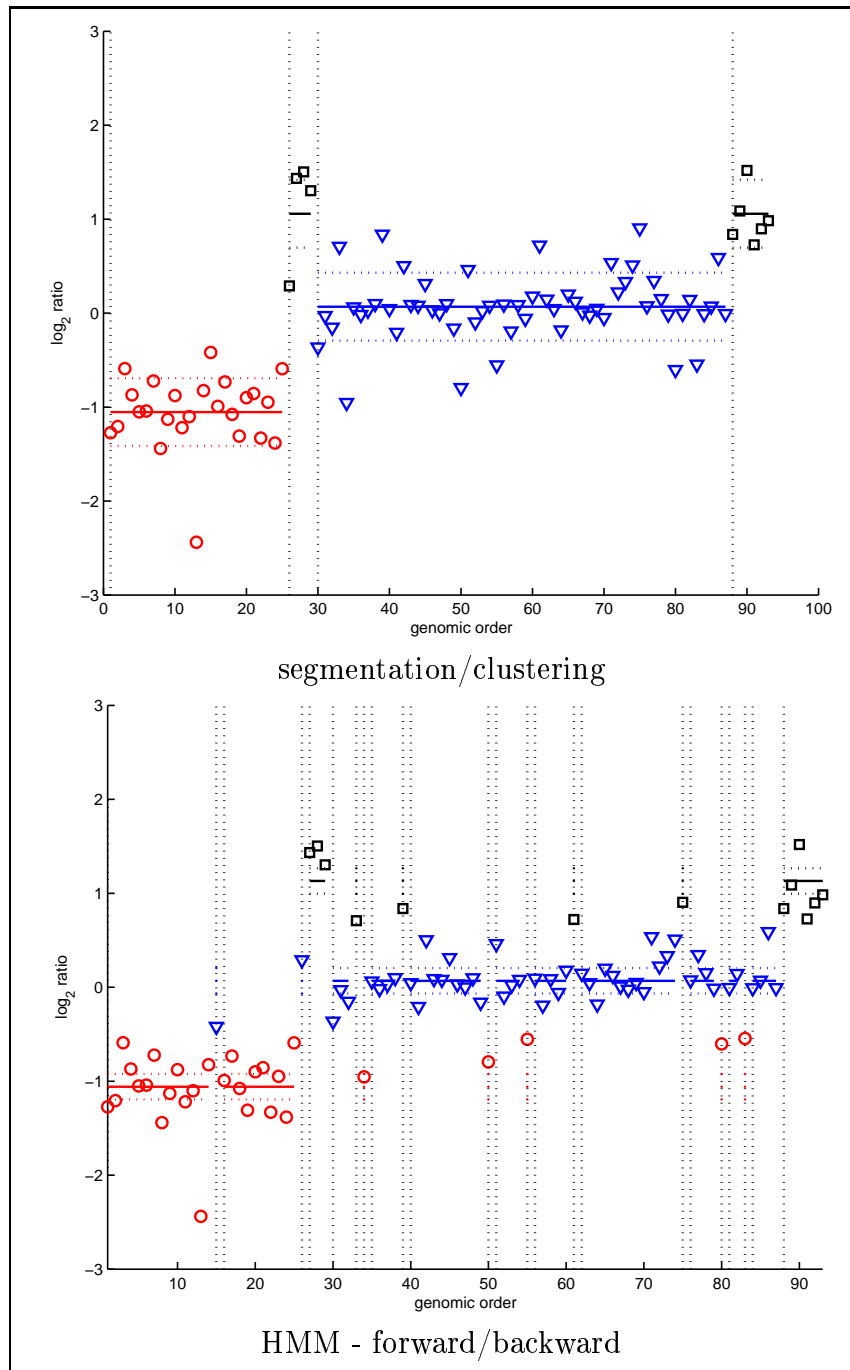 3
2
1
0
−1
−2
−3
log2 ratio
0 10 20 30 40 50 60 70 80 90 100
genomic order
segmentation/clustering
3
2
1
0
−1
−2
−3
log2 ratio
10 20 30 40 50 60 70 80 90
genomic order
HMM - forward/backward